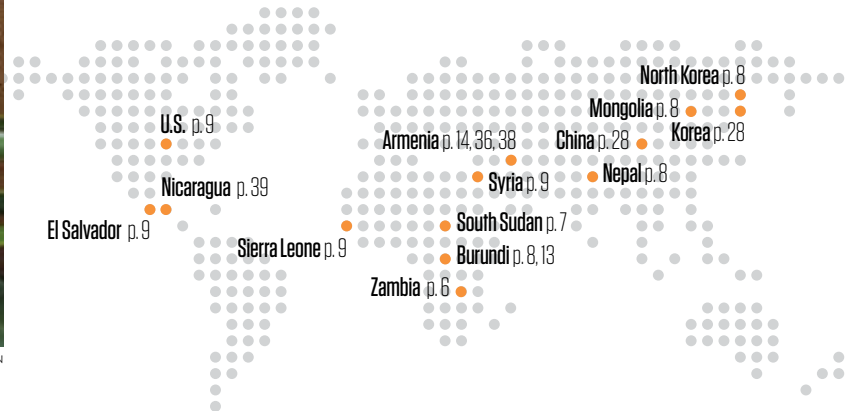 North Korea p. 8
Mongolia p. 8
U.S. p. 9
Korea p. 28
Armenia p. 14, 36, 38
China p. 28
Nepal p. 8
Syria p. 9
Nicaragua p. 39
El Salvador p. 9
South Sudan p. 7
Sierra Leone p. 9
Burundi p. 8, 13
Zambia p. 6